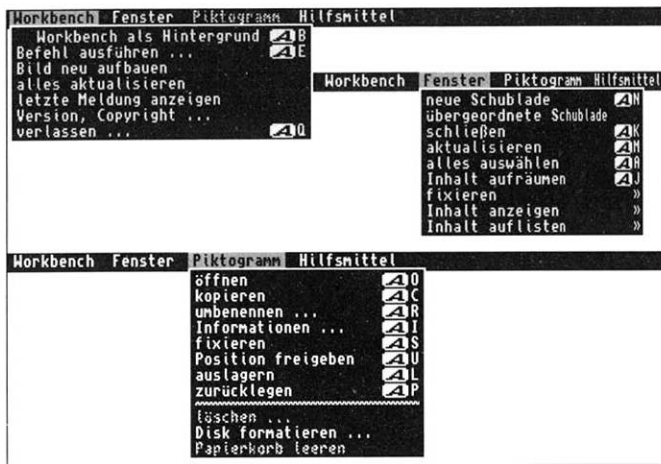 Workbench Fenster Piktogramm Hilfsmittel
Workbench als Hintergrund A B
Befehl ausführen ... A E
Bild neu aufbauen
alles aktualisieren
letzte Meldung anzeigen
Version, Copyright ...
verlassen ... A Q
Workbench Fenster Piktogramm Hilfsmittel
neue Schublade A N
übergeordnete Schublade
schließen A K
aktualisieren A M
alles auswählen A A
Inhalt aufräumen A J
fixieren »
Inhalt anzeigen »
Inhalt auflisten »
Workbench Fenster Piktogramm Hilfsmittel
öffnen A O
kopieren A C
umbenennen ... A R
Informationen ... A I
fixieren A S
Position freigeben A U
auslagern A L
zurücklegen A P
löschen ...
Disk formatieren ...
Papierkorb leeren